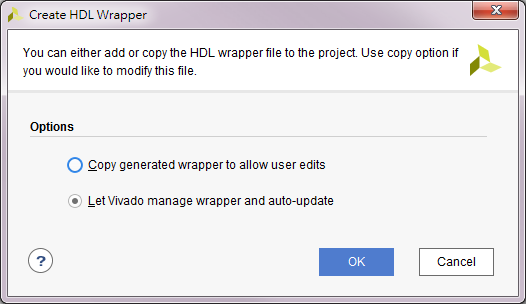 Create HDL Wrapper
You can either add or copy the HDL wrapper file to the project. Use copy option if
you would like to modify this file.
Options
Copy generated wrapper to allow user edits
Let Vivado manage wrapper and auto-update
?
OK
Cancel